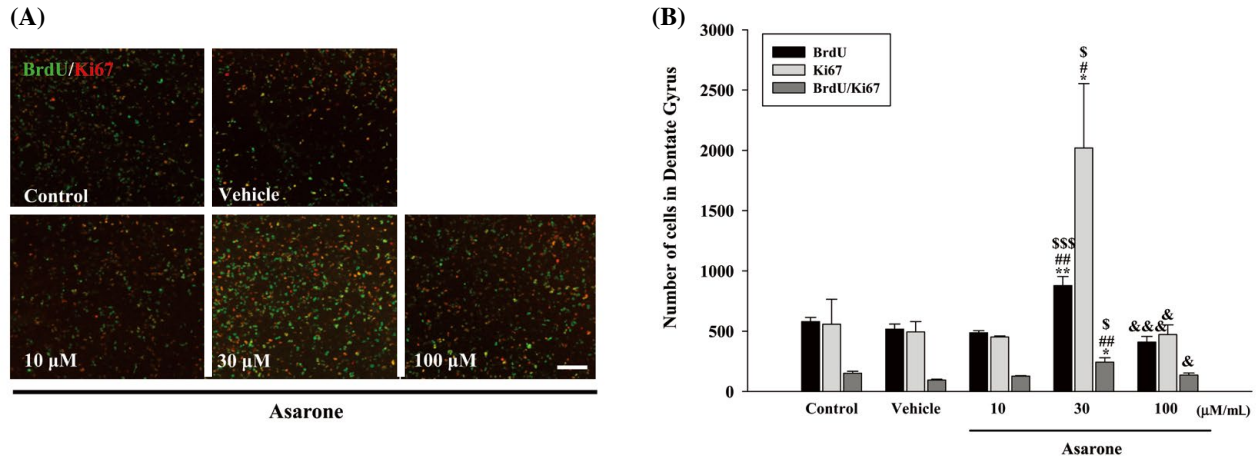 (A)
BrdU/Ki67
Control
Vehicle
10 µM
30 µM
100 µM
Asarone
(B)
Number of cells in Dentate Gyrus
3000
2500
2000
1500
1000
500
0
BrdU
Ki67
BrdU/Ki67
$
#
*
$$$
##
**
$
##
*
&&&
&
&
Control
Vehicle
10
30
100
(µM/mL)
Asarone